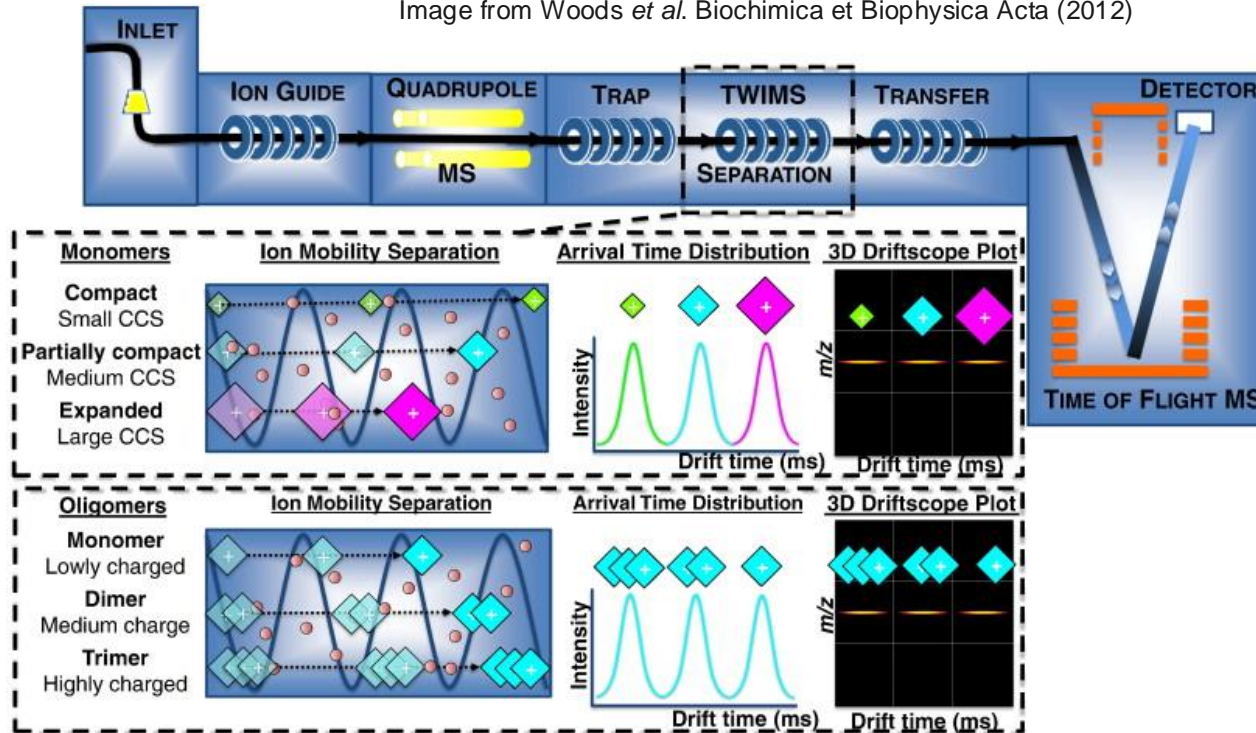 Image from Woods et al. Biochimica et Biophysica Acta (2012)
INLET
ION GUIDE
QUADRUPOLE
MS
TRAP
TWIMS
SEPARATION
TRANSFER
DETECTOR
TIME OF FLIGHT MS
Monomers
Ion Mobility Separation
Arrival Time Distribution
3D Driftscope Plot
Compact
Small CCS
Partially compact
Medium CCS
Expanded
Large CCS
Intensity
Drift time (ms)
m/z
Drift time (ms)
Oligomers
Ion Mobility Separation
Arrival Time Distribution
3D Driftscope Plot
Monomer
Lowly charged
Dimer
Medium charge
Trimer
Highly charged
Intensity
Drift time (ms)
m/z
Drift time (ms)